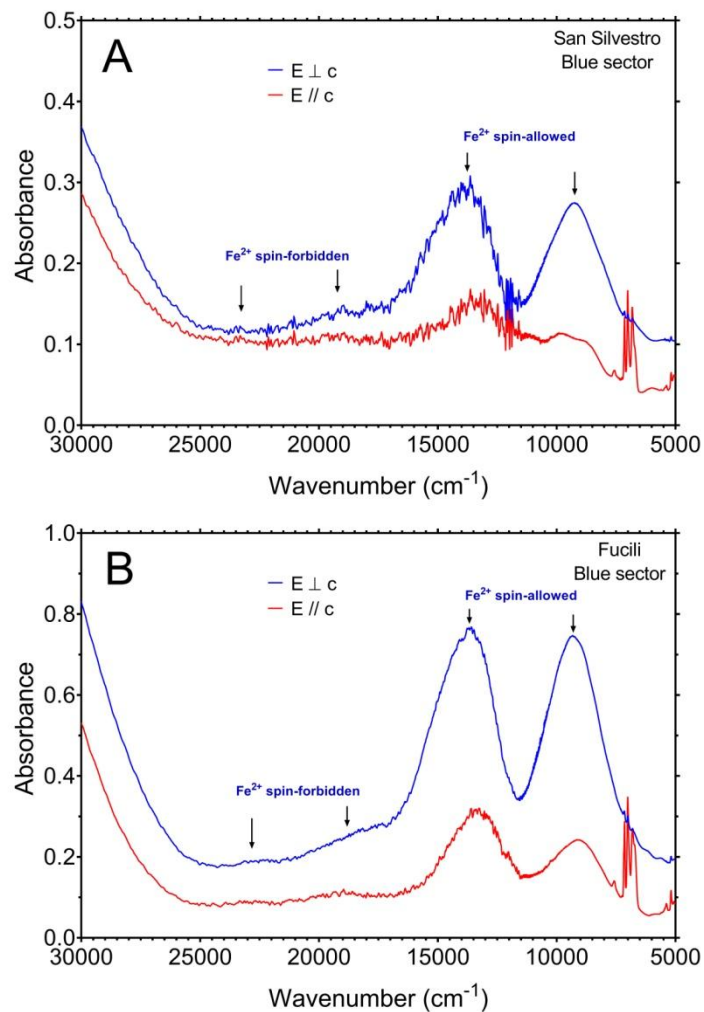 A
San Silvestro
Blue sector
E ⊥ c
E // c
Fe²⁺ spin-allowed
Fe²⁺ spin-forbidden
Absorbance
0.5
0.4
0.3
0.2
0.1
0.0
30000 25000 20000 15000 10000 5000
Wavenumber (cm⁻¹)
B
Fucili
Blue sector
E ⊥ c
E // c
Fe²⁺ spin-allowed
Fe²⁺ spin-forbidden
Absorbance
1.0
0.8
0.6
0.4
0.2
0.0
30000 25000 20000 15000 10000 5000
Wavenumber (cm⁻¹)